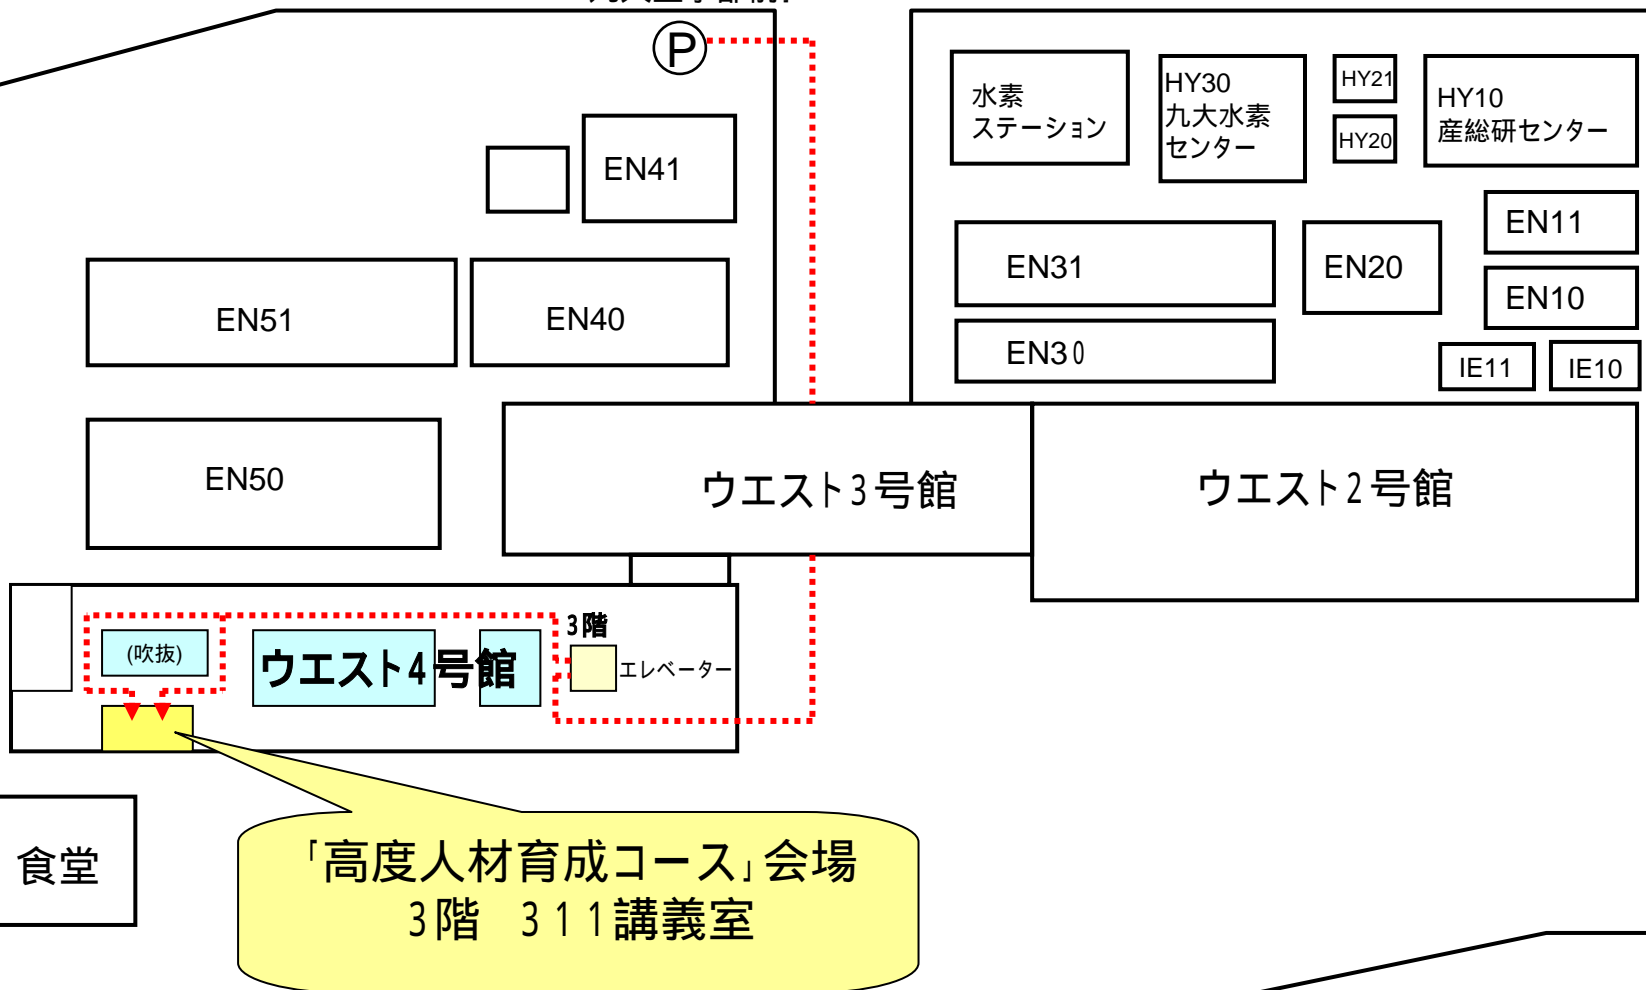 P
水素
ステーション
HY30
九大水素
センター
HY21
HY20
HY10
産総研センター
EN41
EN11
EN31
EN20
EN10
EN51
EN40
EN30
IE11
IE10
EN50
ウエスト3号館
ウエスト2号館
3階
(吹抜)
ウエスト4号館
エレベーター
食堂
「高度人材育成コース」会場
3階 311講義室